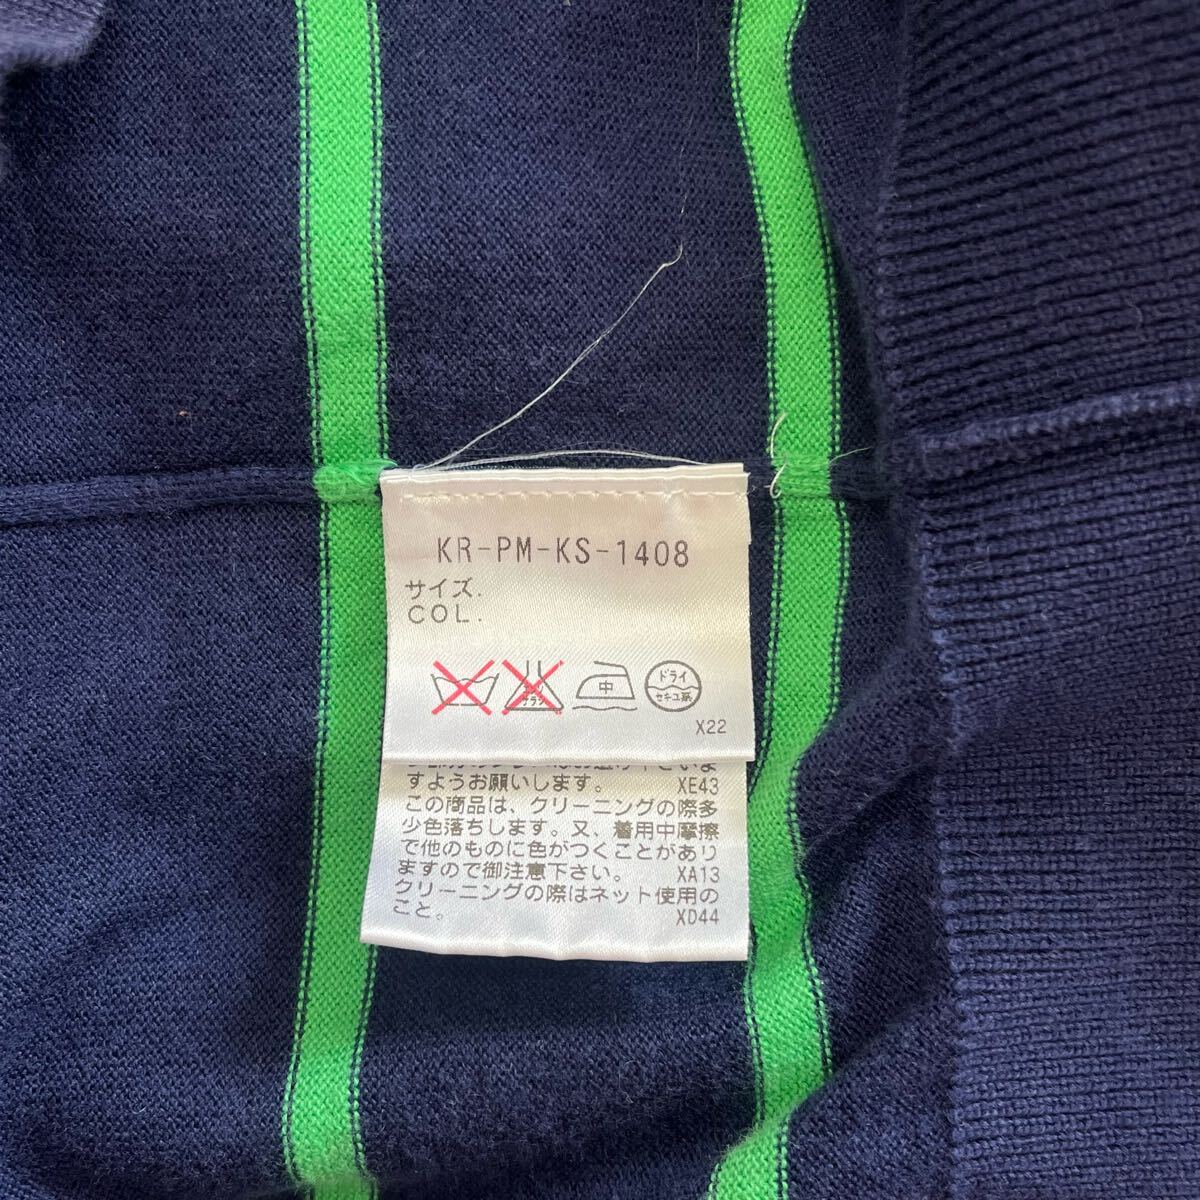 KR-PM-KS-1408
サイズ.
COL.
中
ドライ
セキユ系
X22
すようお願いします。 XE43
この商品は、クリーニングの際多
少色落ちします。又、着用中摩擦
で他のものに色がつくことがあり
ますので御注意下さい。 XA13
クリーニングの際はネット使用の
こと。 XD44